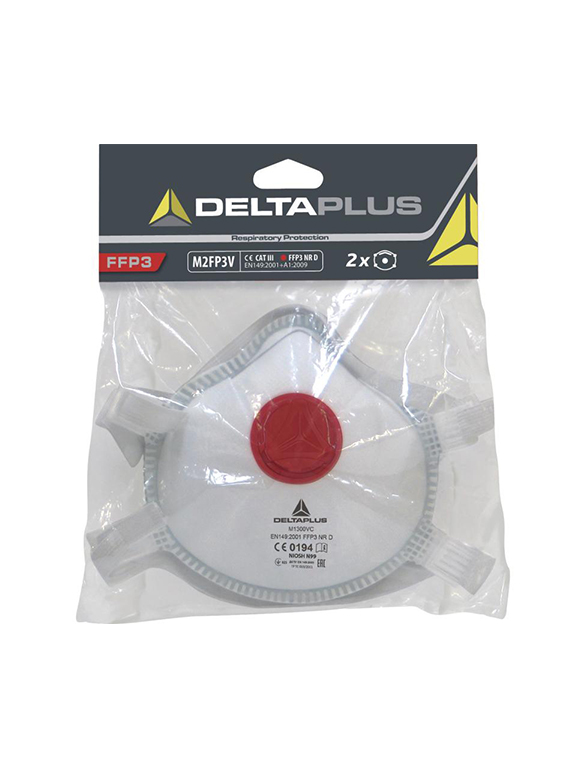 DELTAPLUS
Respiratory Protection
FFP3
M2FP3V
CE CAT III FFP3 NR D
EN149:2001+A1:2009
2x
DELTAPLUS
M1300VC
EN149:2001 FFP3 NR D
CE 0194
NIOSH N99